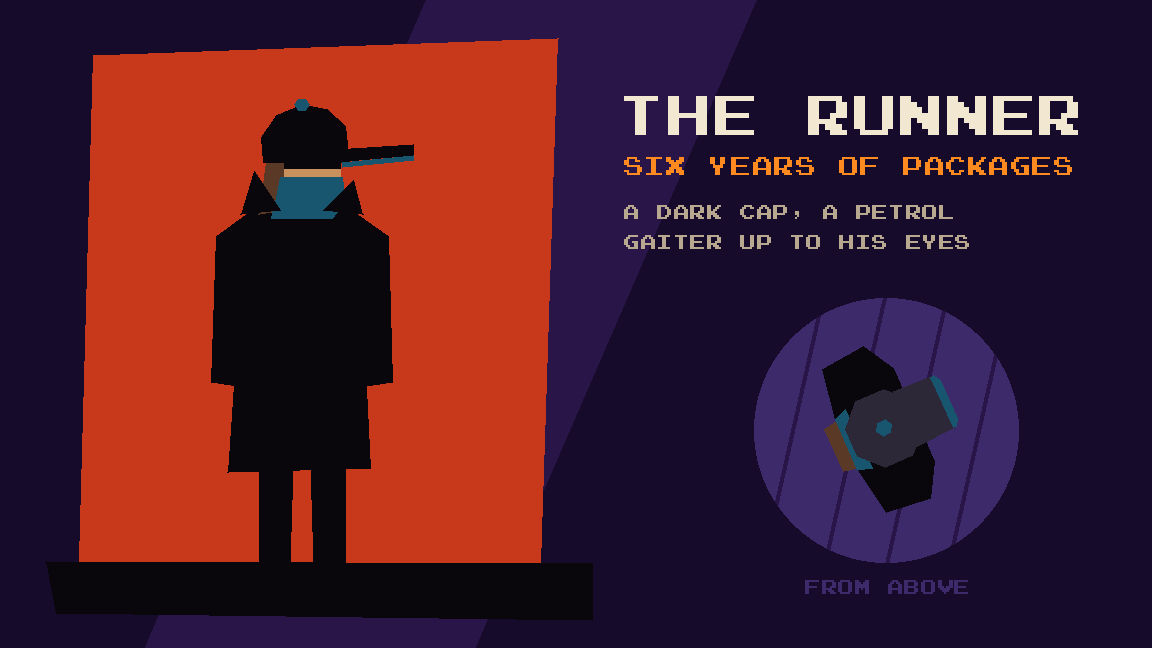 THE RUNNER
SIX YEARS OF PACKAGES
A DARK CAP, A PETROL
GAITER UP TO HIS EYES
FROM ABOVE